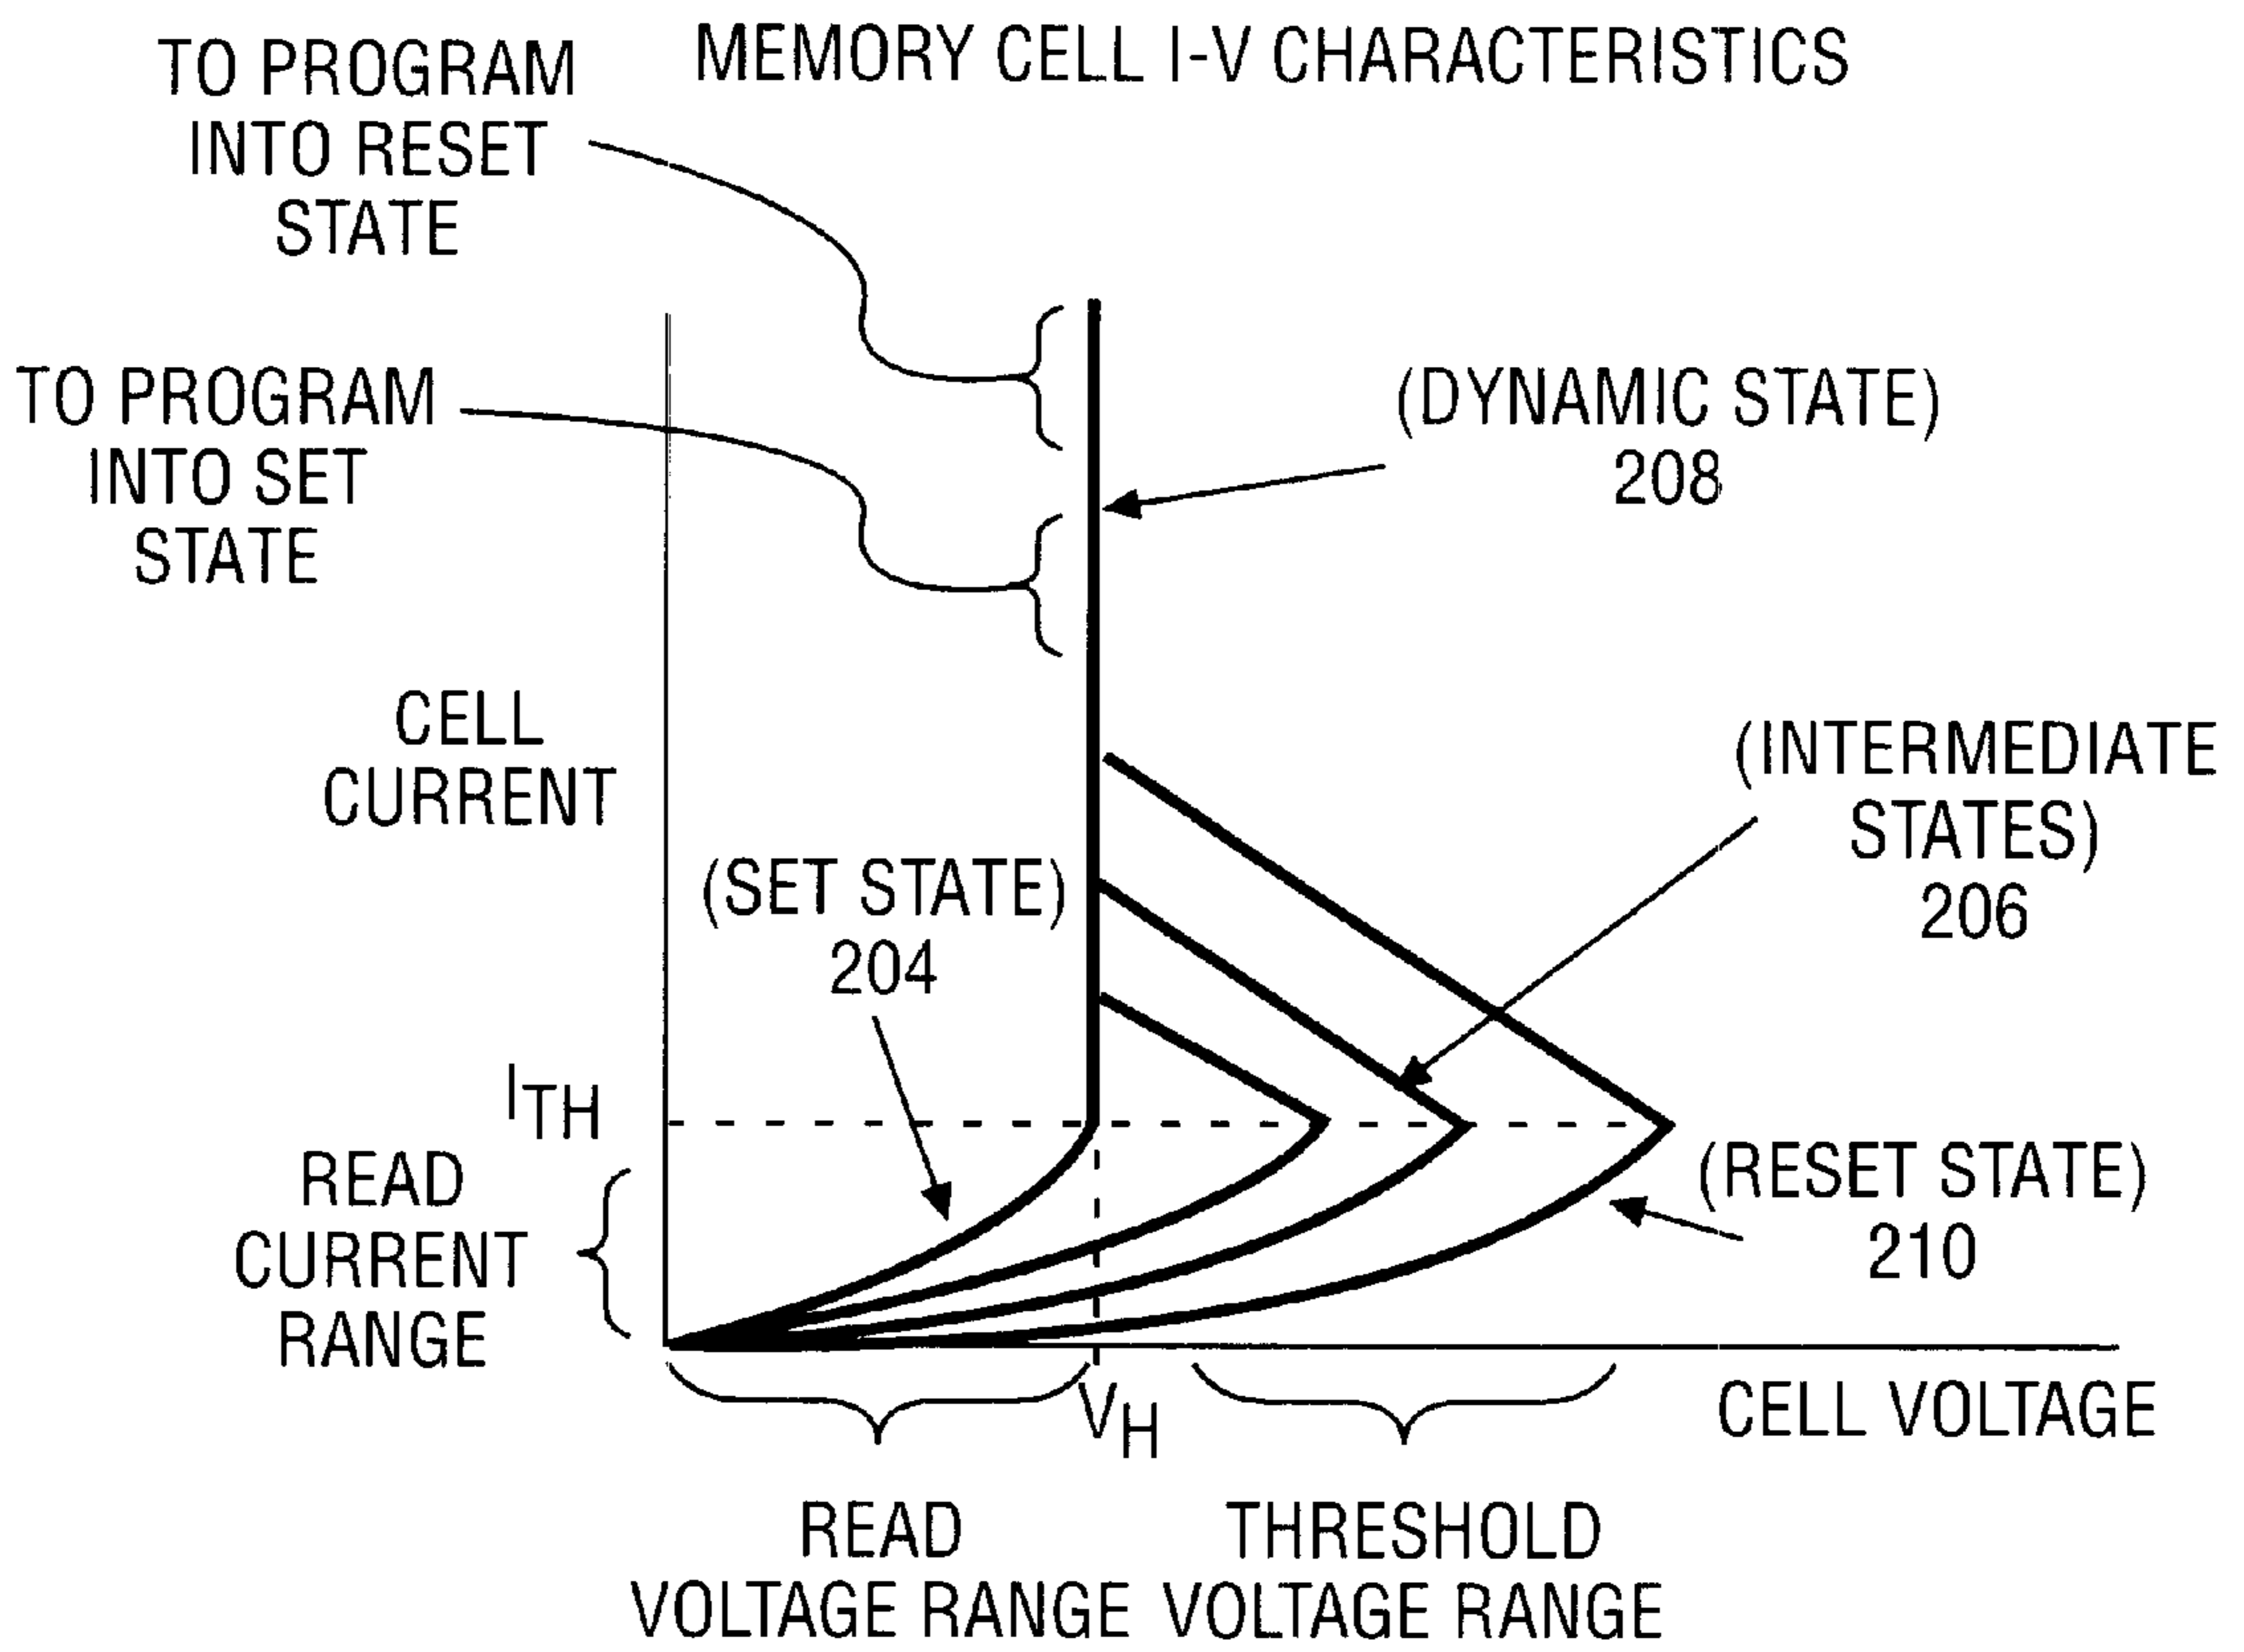 MEMORY CELL I-V CHARACTERISTICS
TO PROGRAM
INTO RESET
STATE
TO PROGRAM
INTO SET
STATE
(DYNAMIC STATE)
208
CELL
CURRENT
(INTERMEDIATE
STATES)
206
(SET STATE)
204
ITH
READ
CURRENT
RANGE
(RESET STATE)
210
VH
CELL VOLTAGE
READ
VOLTAGE RANGE
THRESHOLD
VOLTAGE RANGE